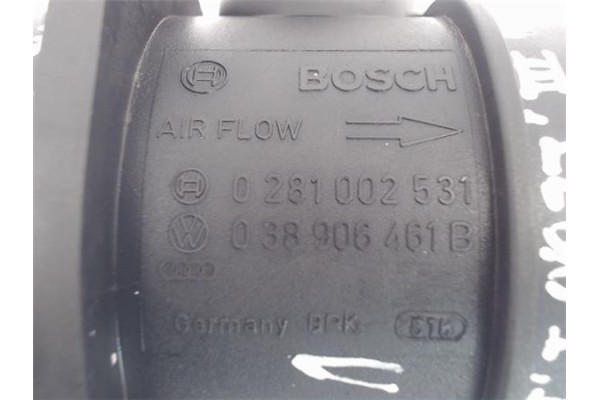 BOSCH
AIR FLOW
0 281 002 531
038 906 461 B
Germany